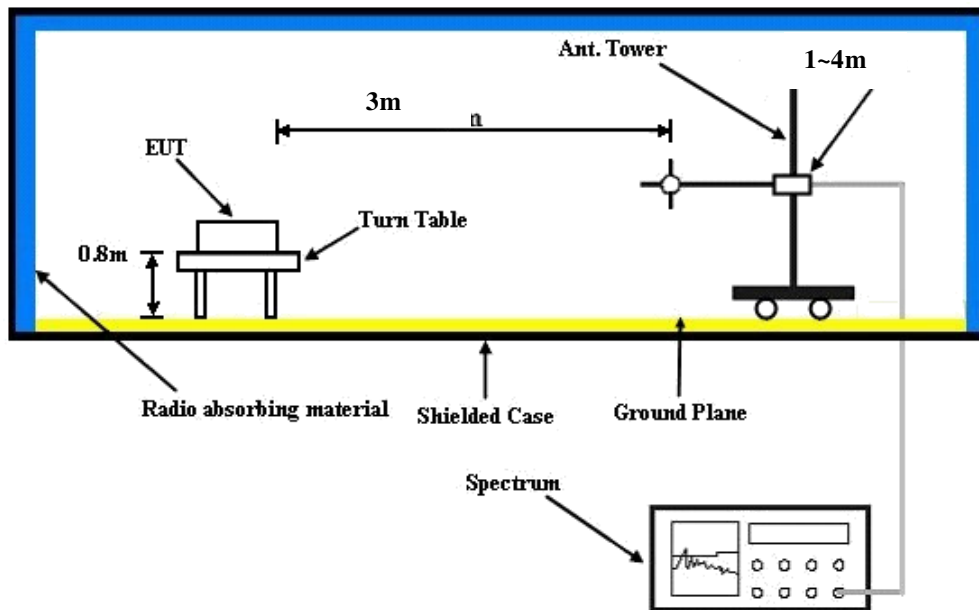 Ant. Tower
1~4m
3m
n
EUT
Turn Table
0.8m
Radio absorbing material
Shielded Case
Ground Plane
Spectrum